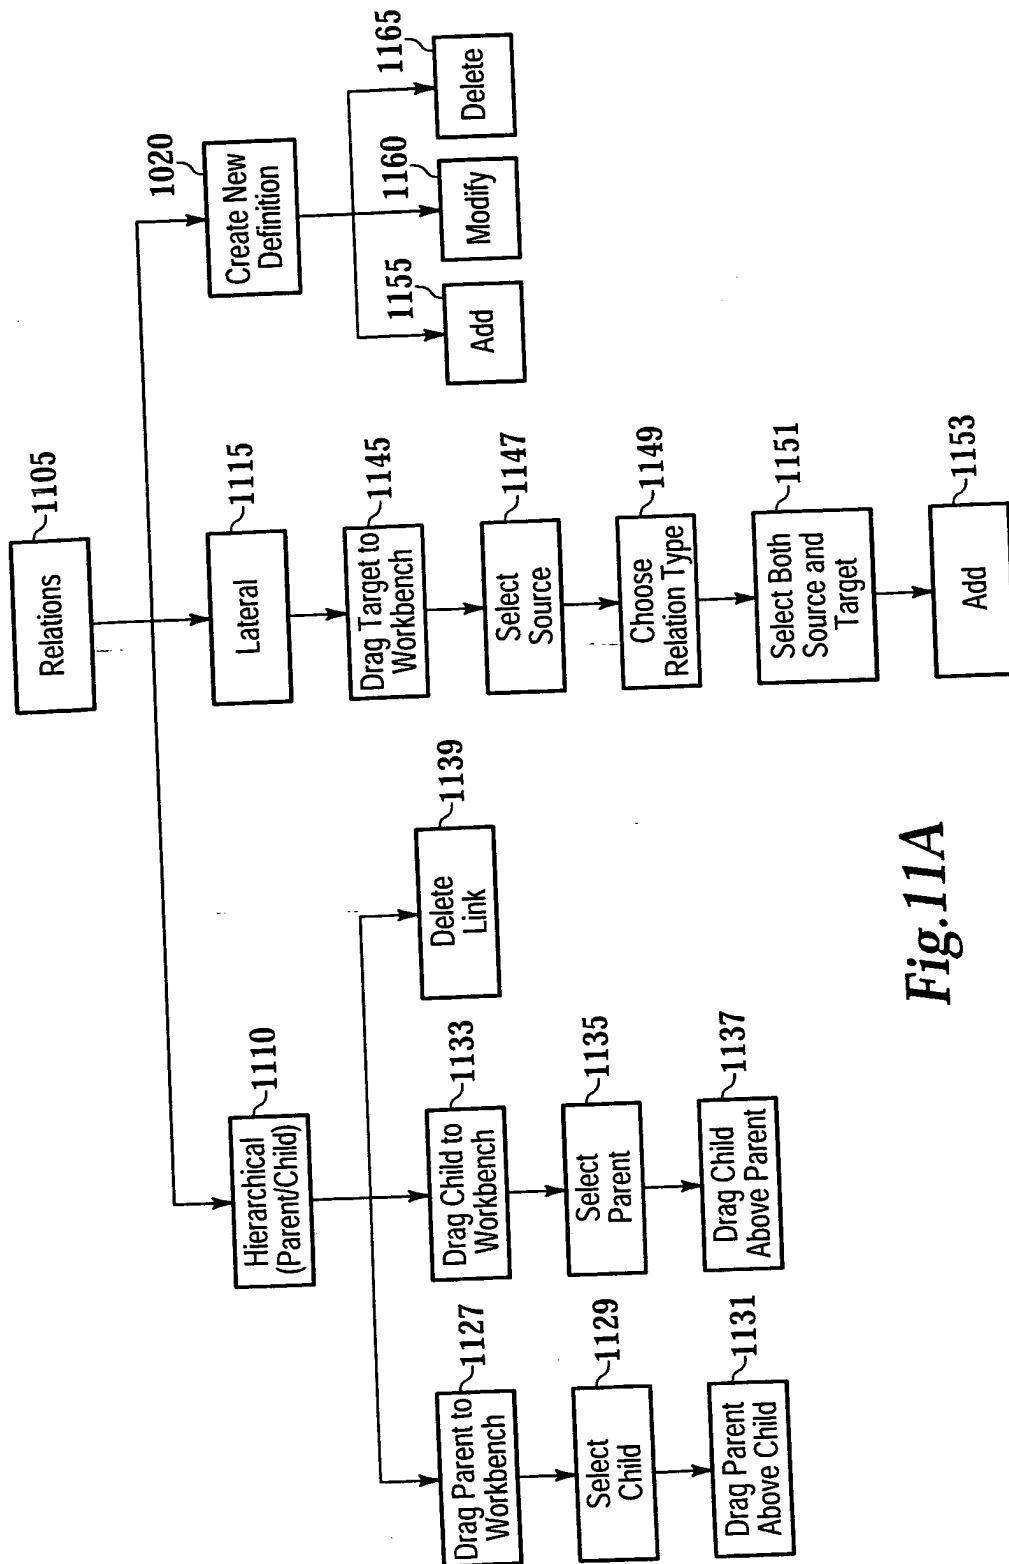 Relations
1105
Hierarchical
(Parent/Child)
1110
Lateral
1115
Create New
Definition
1020
Drag Parent to
Workbench
1127
Select
Child
1129
Drag Parent
Above Child
1131
Drag Child to
Workbench
1133
Select
Parent
1135
Drag Child
Above Parent
1137
Delete
Link
1139
Drag Target to
Workbench
1145
Select
Source
1147
Choose
Relation Type
1149
Select Both
Source and
Target
1151
Add
1153
Add
1155
Modify
1160
Delete
1165
Fig.11A